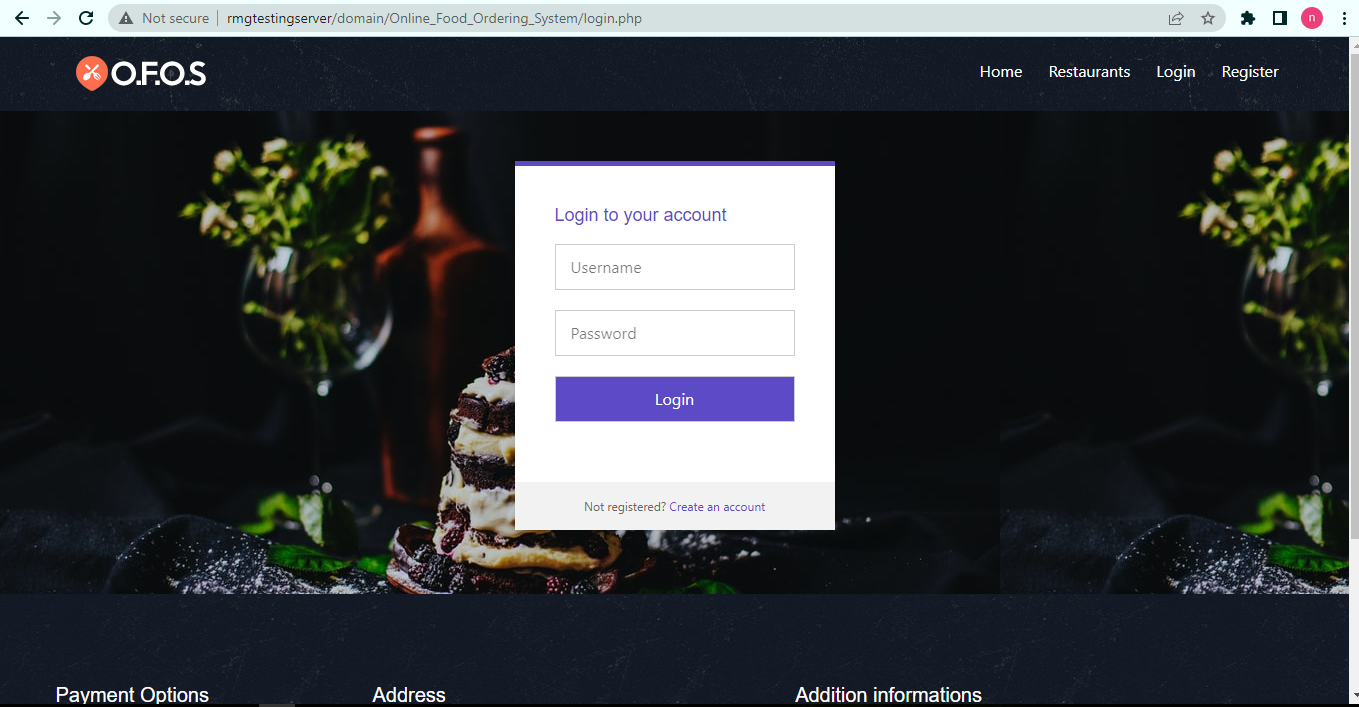 Not secure rmgtestingserver/domain/Online_Food_Ordering_System/login.php n
O.F.O.S Home Restaurants Login Register
Login to your account
Username
Password
Login
Not registered? Create an account
Payment Options Address Addition informations